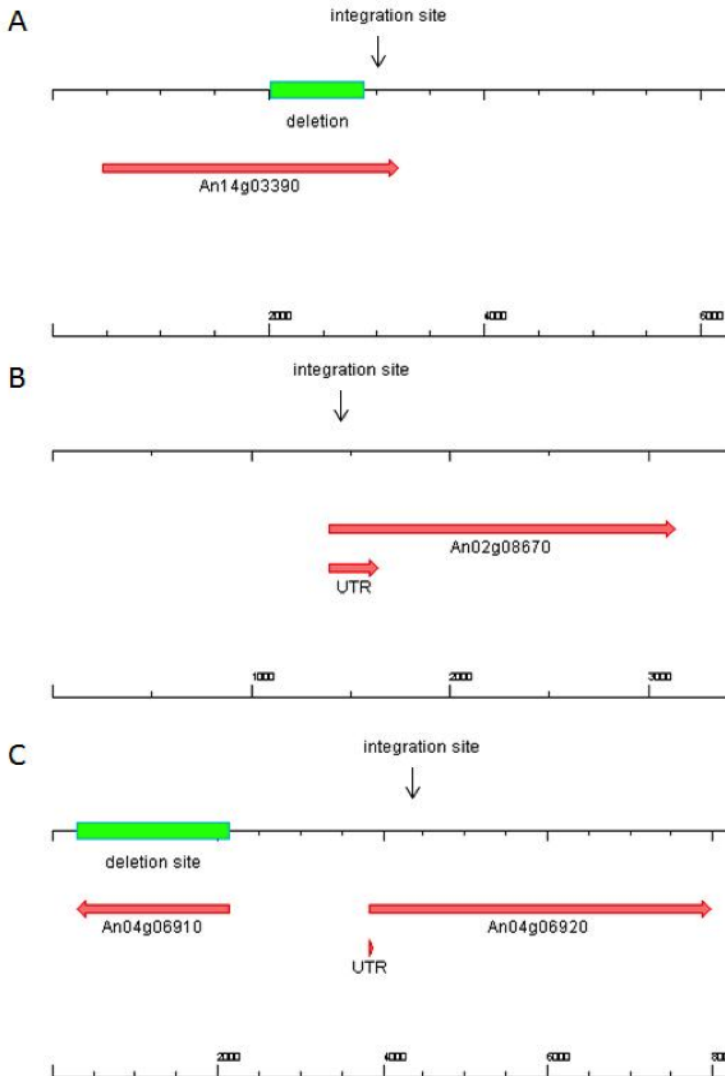 A
integration site
deletion
An14g03390
2000 4000 6000
B
integration site
An02g08670
UTR
1000 2000 3000
C
integration site
deletion site
An04g06910 An04g06920
UTR
2000 4000 6000